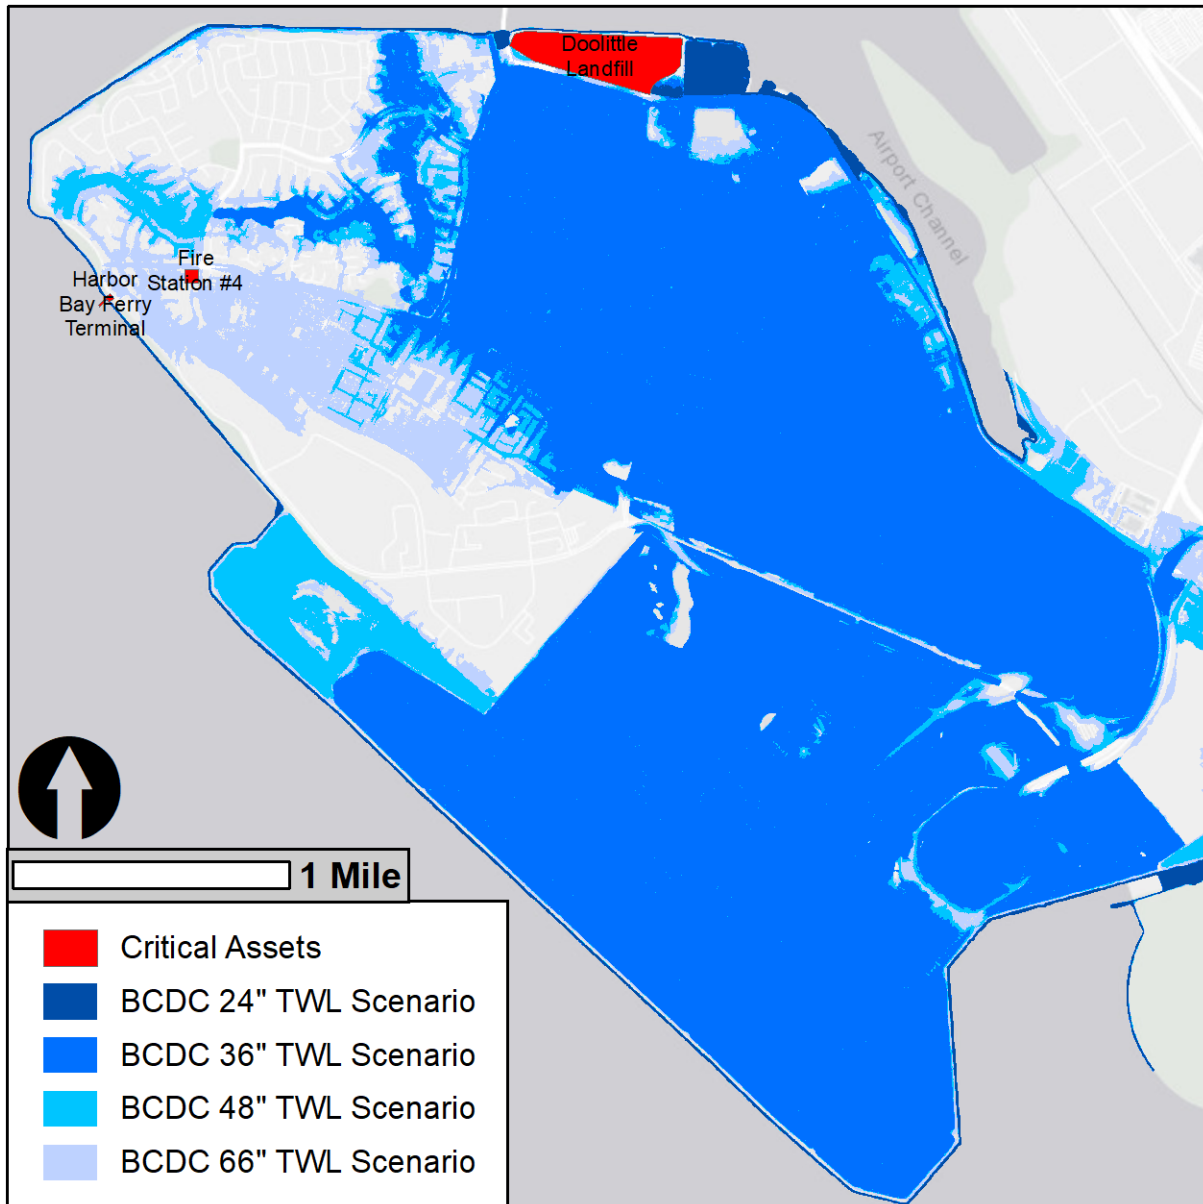 Doolittle
Landfill
Airport Channel
Fire
Station #4
Harbor
Bay Ferry
Terminal
1 Mile
Critical Assets
BCDC 24" TWL Scenario
BCDC 36" TWL Scenario
BCDC 48" TWL Scenario
BCDC 66" TWL Scenario